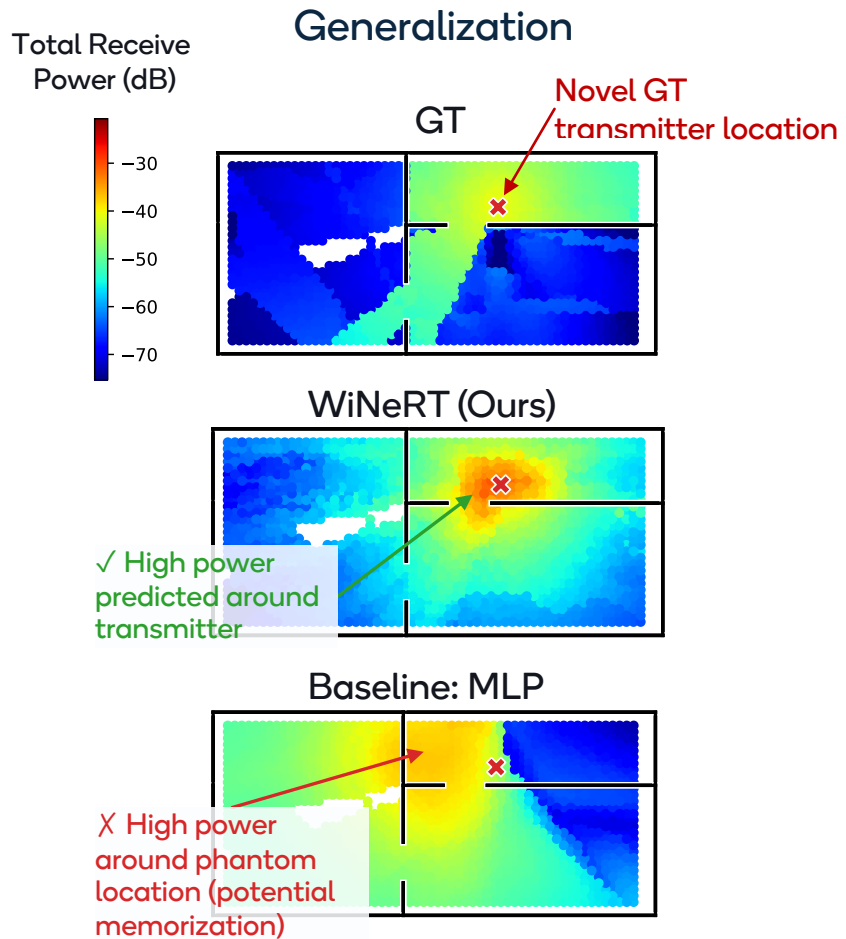 Generalization
Total Receive
Power (dB)
−30
−40
−50
−60
−70
GT
Novel GT
transmitter location
WiNeRT (Ours)
✓ High power
predicted around
transmitter
Baseline: MLP
✗ High power
around phantom
location (potential
memorization)